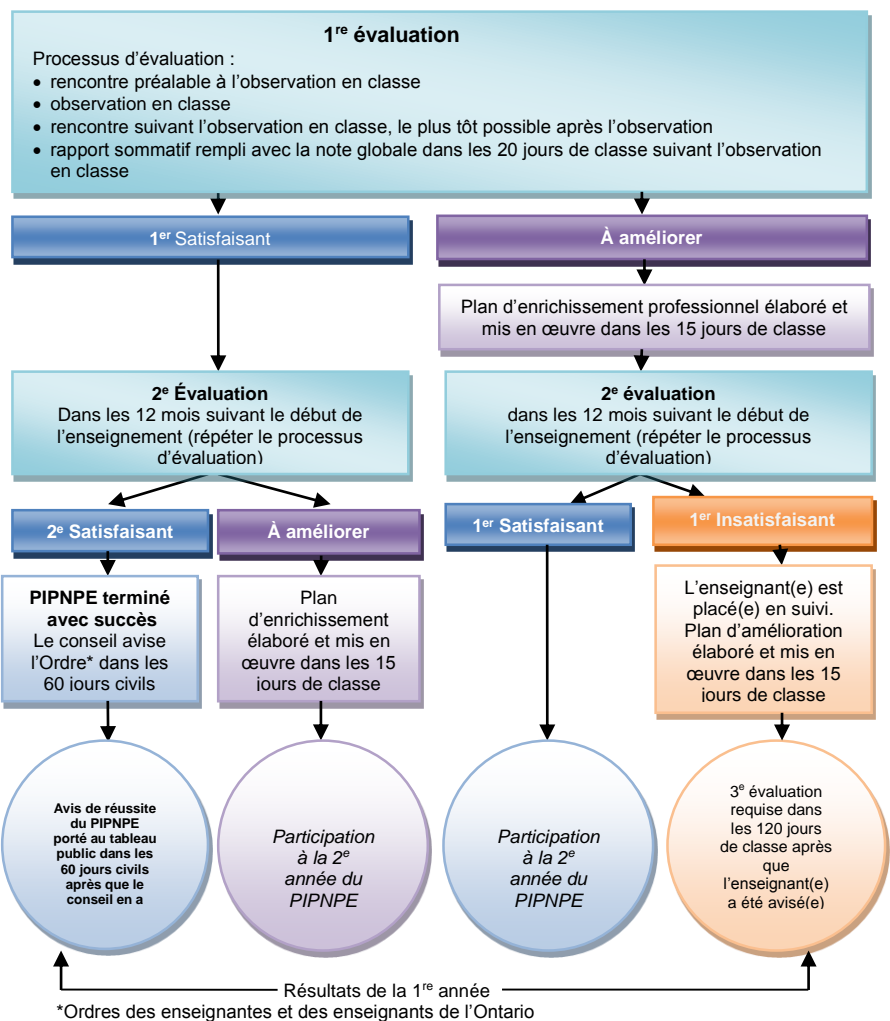 1re évaluation
Processus d'évaluation :
• rencontre préalable à l'observation en classe
• observation en classe
• rencontre suivant l'observation en classe, le plus tôt possible après l'observation
• rapport sommatif rempli avec la note globale dans les 20 jours de classe suivant l'observation
en classe
1er Satisfaisant
À améliorer
Plan d'enrichissement professionnel élaboré et
mis en œuvre dans les 15 jours de classe
2e Évaluation
Dans les 12 mois suivant le début de
l'enseignement (répéter le processus
d'évaluation)
2e évaluation
dans les 12 mois suivant le début de
l'enseignement (répéter le processus
d'évaluation)
2e Satisfaisant
À améliorer
1er Satisfaisant
1er Insatisfaisant
PIPNPE terminé
avec succès
Le conseil avise
l'Ordre* dans les
60 jours civils
Plan
d'enrichissement
élaboré et mis en
œuvre dans les 15
jours de classe
L'enseignant(e) est
placé(e) en suivi.
Plan d'amélioration
élaboré et mis en
œuvre dans les 15
jours de classe
Avis de réussite
du PIPNPE
porté au tableau
public dans les
60 jours civils
après que le
conseil en a
Participation
à la 2e
année du
PIPNPE
Participation
à la 2e
année du
PIPNPE
3e évaluation
requise dans
les 120 jours
de classe après
que
l'enseignant(e)
a été avisé(e)
Résultats de la 1re année
*Ordres des enseignantes et des enseignants de l'Ontario